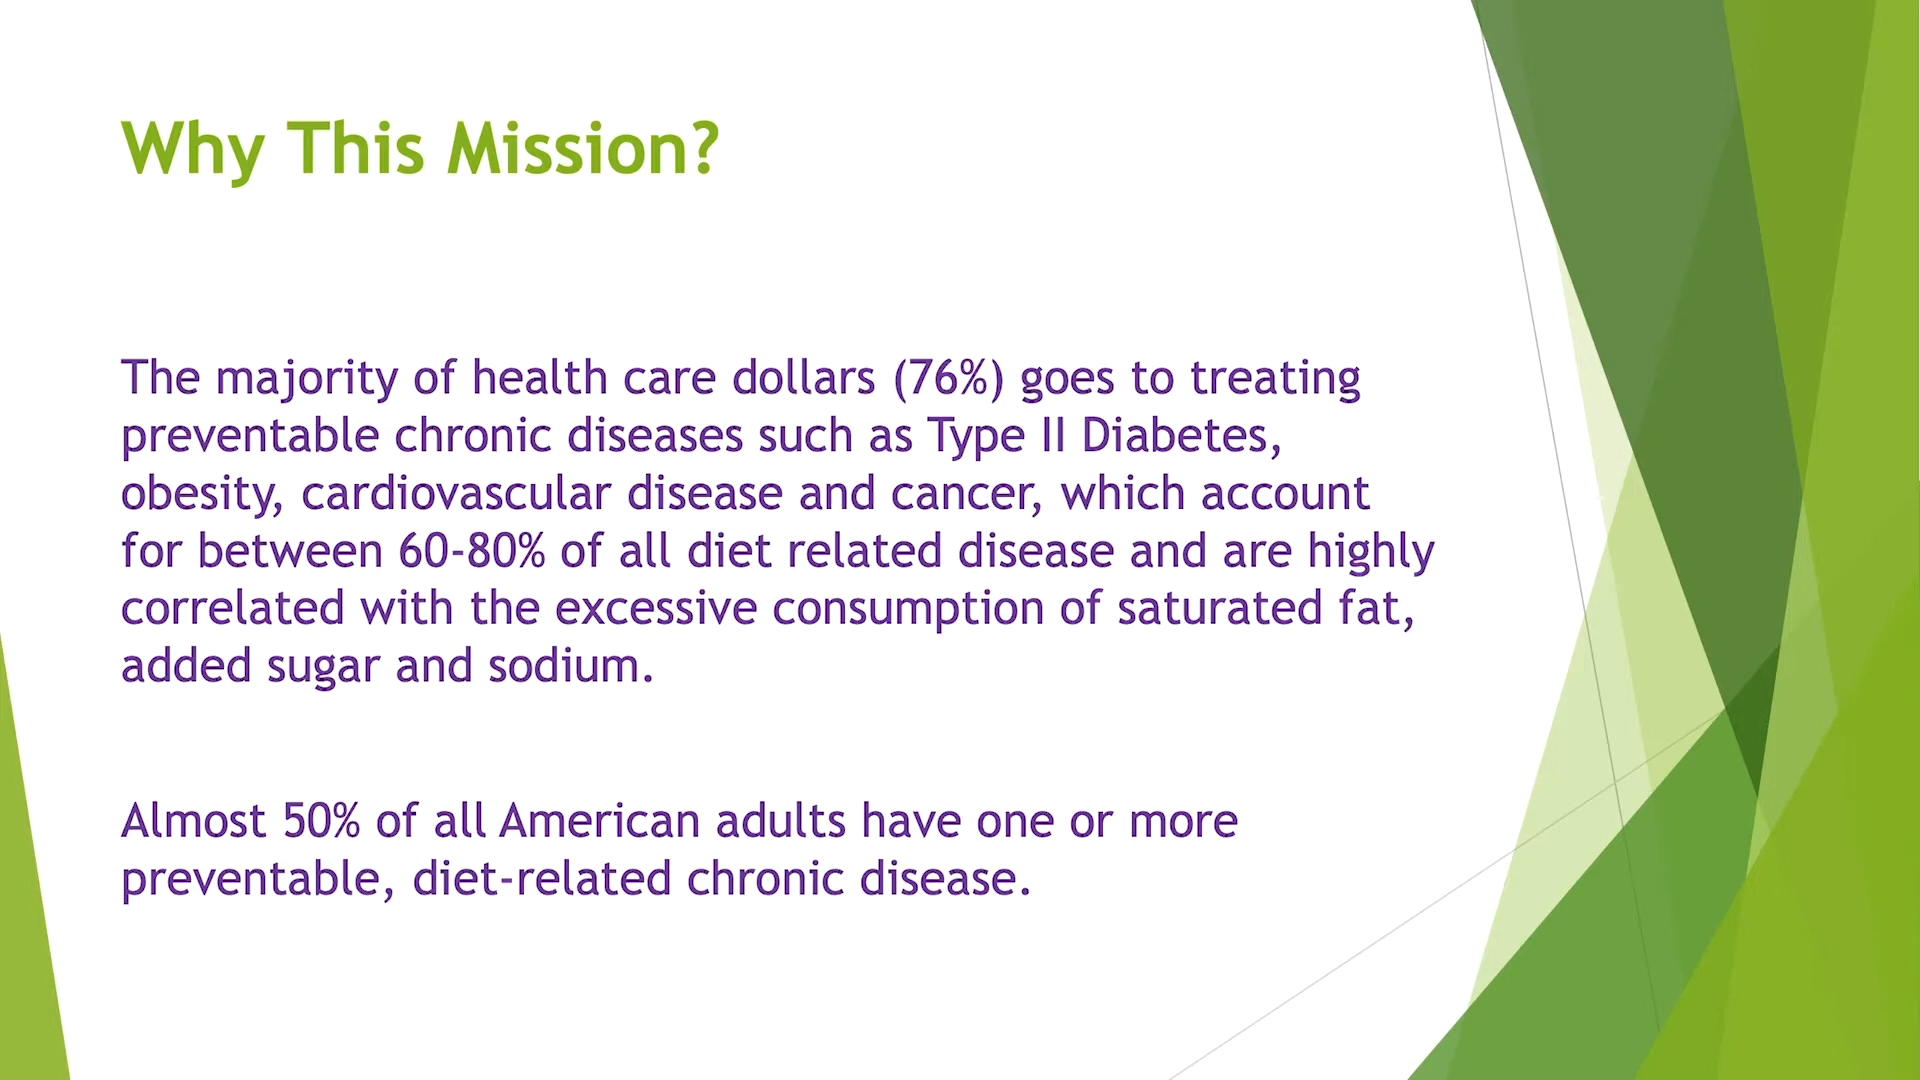 Why This Mission?
The majority of health care dollars (76%) goes to treating
preventable chronic diseases such as Type II Diabetes,
obesity, cardiovascular disease and cancer, which account
for between 60-80% of all diet related disease and are highly
correlated with the excessive consumption of saturated fat,
added sugar and sodium.
Almost 50% of all American adults have one or more
preventable, diet-related chronic disease.